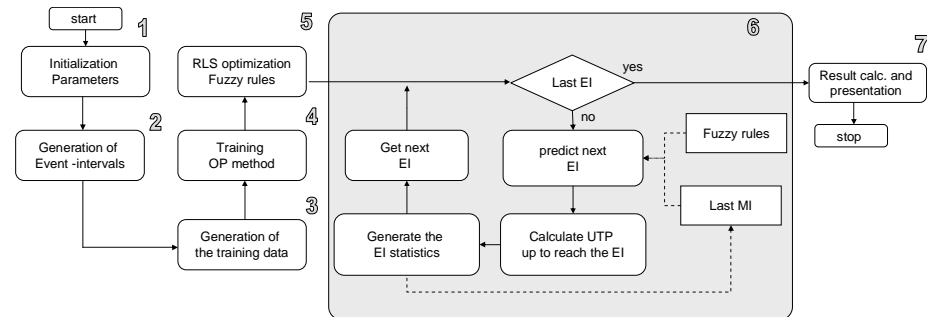 start
1
Initialization
Parameters
2
Generation of
Event -intervals
3
Generation of
the training data
4
Training
OP method
5
RLS optimization
Fuzzy rules
6
Last EI
yes
no
predict next
EI
Fuzzy rules
Last MI
Calculate UTP
up to reach the EI
Generate the
EI statistics
Get next
EI
7
Result calc. and
presentation
stop